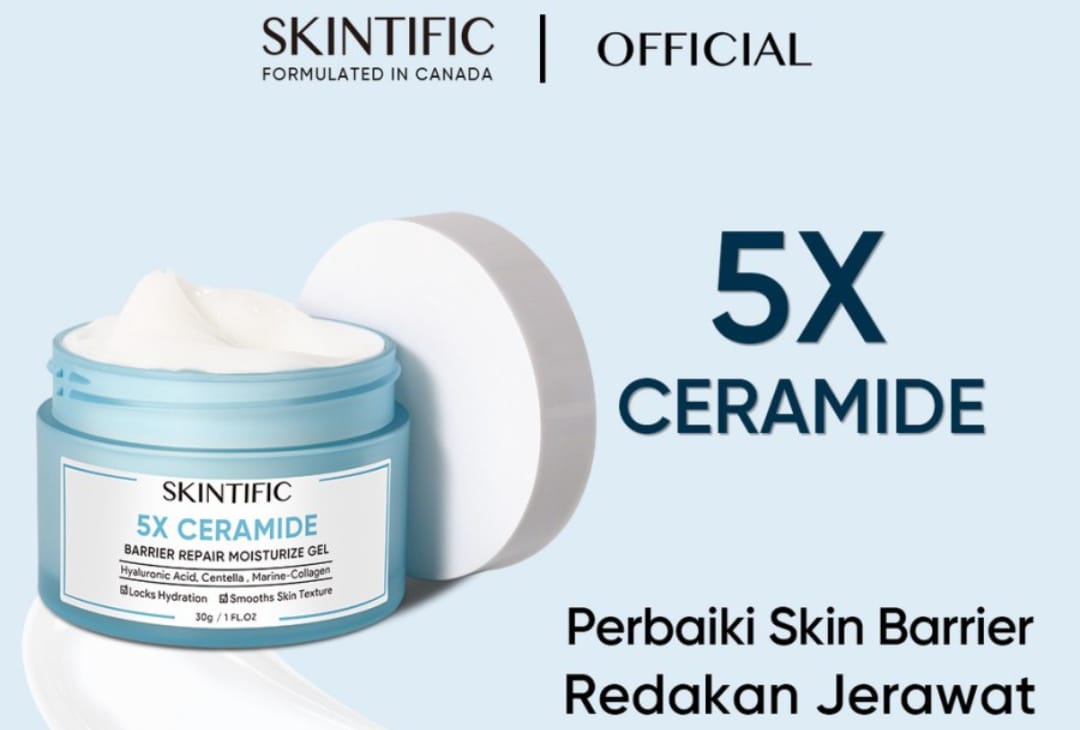 SKINTIFIC
FORMULATED IN CANADA
OFFICIAL
5X
CERAMIDE
SKINTIFIC
5X CERAMIDE
BARRIER REPAIR MOISTURIZE GEL
Hyaluronic Acid, Centella , Marine-Collagen
☑Locks Hydration ☑Smooths Skin Texture
30g / 1 FL.OZ
Perbaiki Skin Barrier
Redakan Jerawat